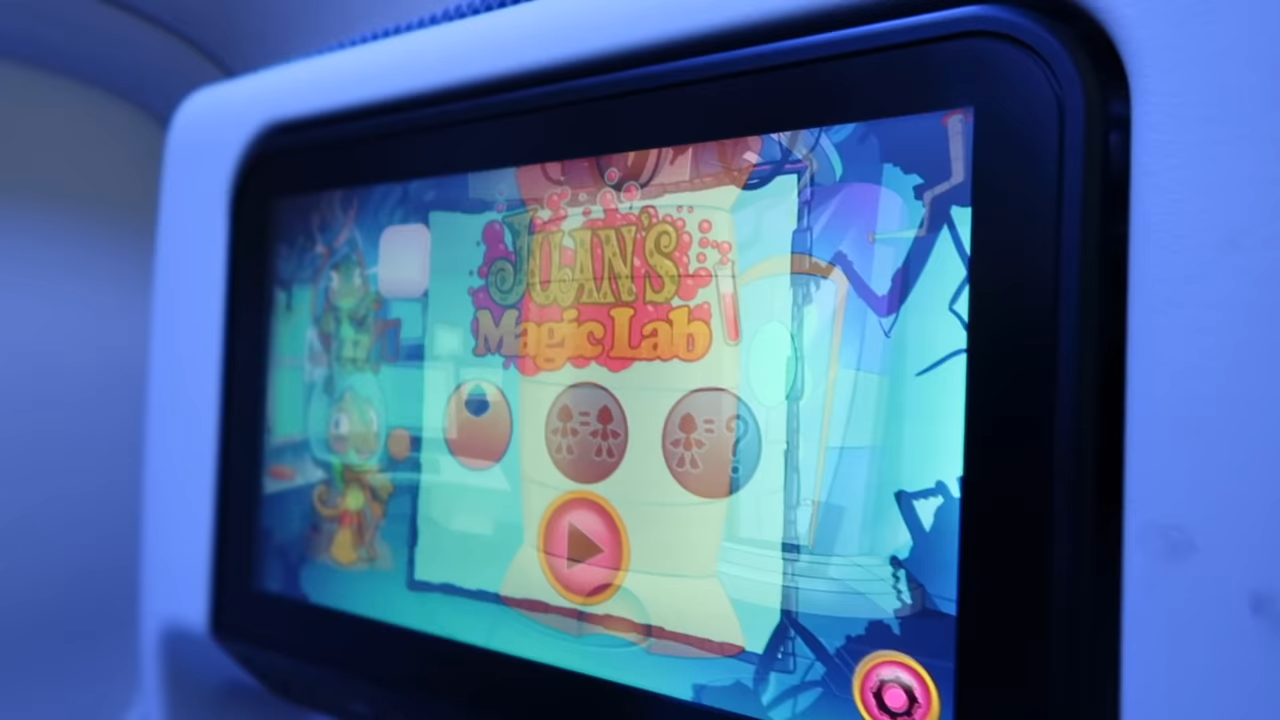 JUAN'S
Magic Lab
= 
= ?